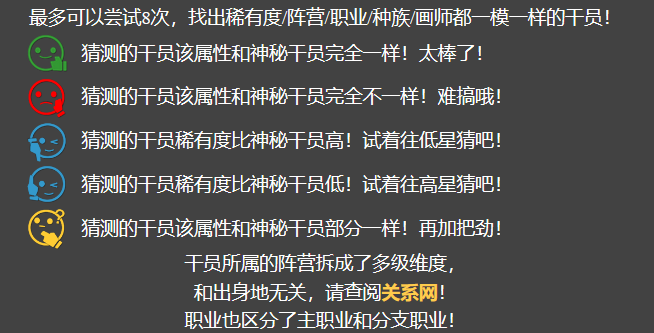 最多可以尝试8次，找出稀有度/阵营/职业/种族/画师都一模一样的干员！
猜测的干员该属性和神秘干员完全一样！太棒了！
猜测的干员该属性和神秘干员完全不一样！难搞哦！
猜测的干员稀有度比神秘干员高！试着往低星猜吧！
猜测的干员稀有度比神秘干员低！试着往高星猜吧！
猜测的干员该属性和神秘干员部分一样！再加把劲！
干员所属的阵营拆成了多级维度，
和出身地无关，请查阅关系网！
职业也区分了主职业和分支职业！